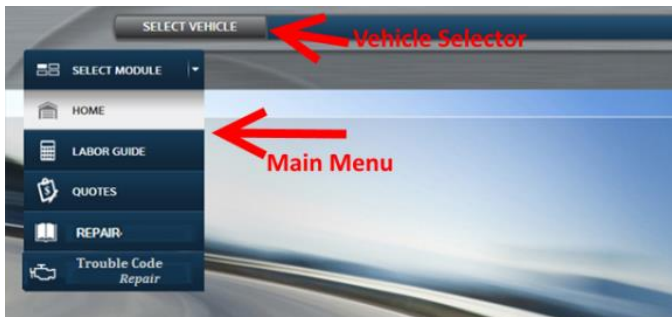 SELECT VEHICLE
Vehicle Selector
SELECT MODULE
HOME
LABOR GUIDE
Main Menu
QUOTES
REPAIR
Trouble Code
Repair